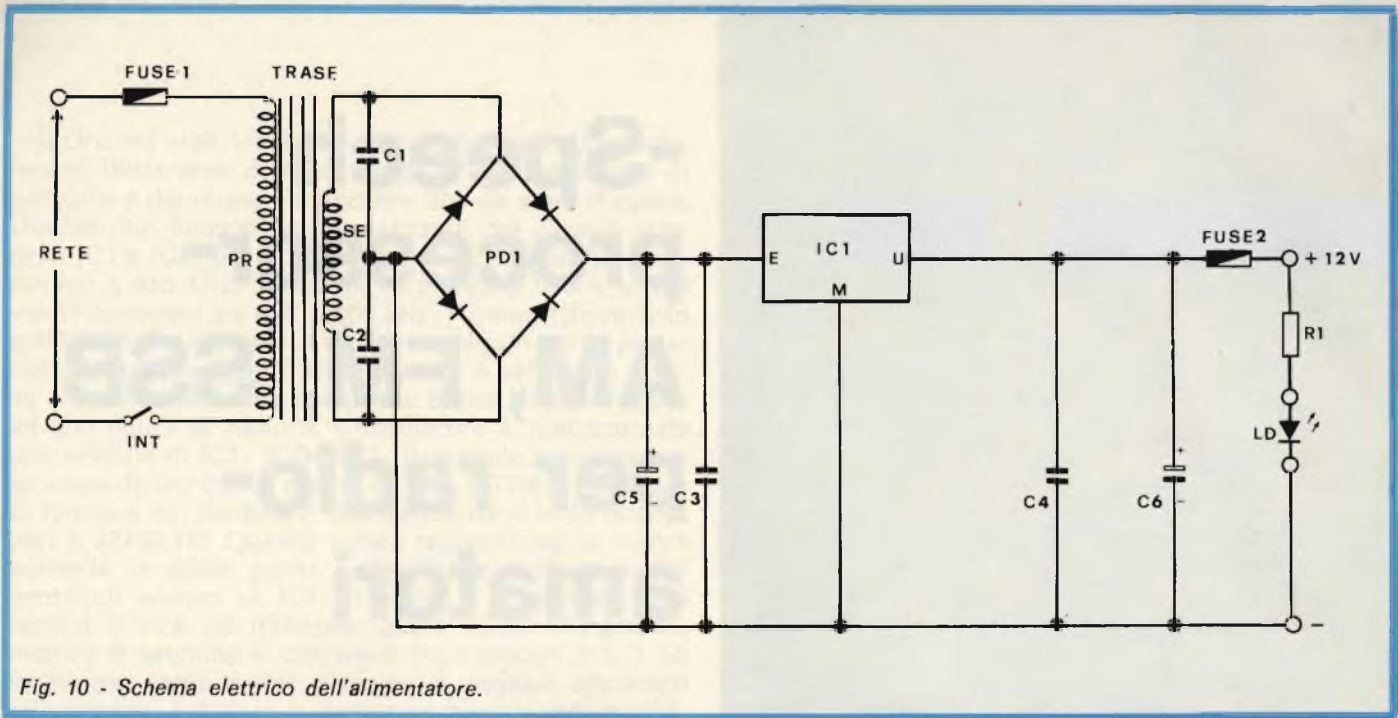 FUSE 1
TRASF.
C1
RETE
PR
SE
PD1
C2
INT
E
IC1
U
M
FUSE2
+ 12V
R1
LD
+
C5
-
C3
C4
+
C6
-
-
Fig. 10 - Schema elettrico dell'alimentatore.